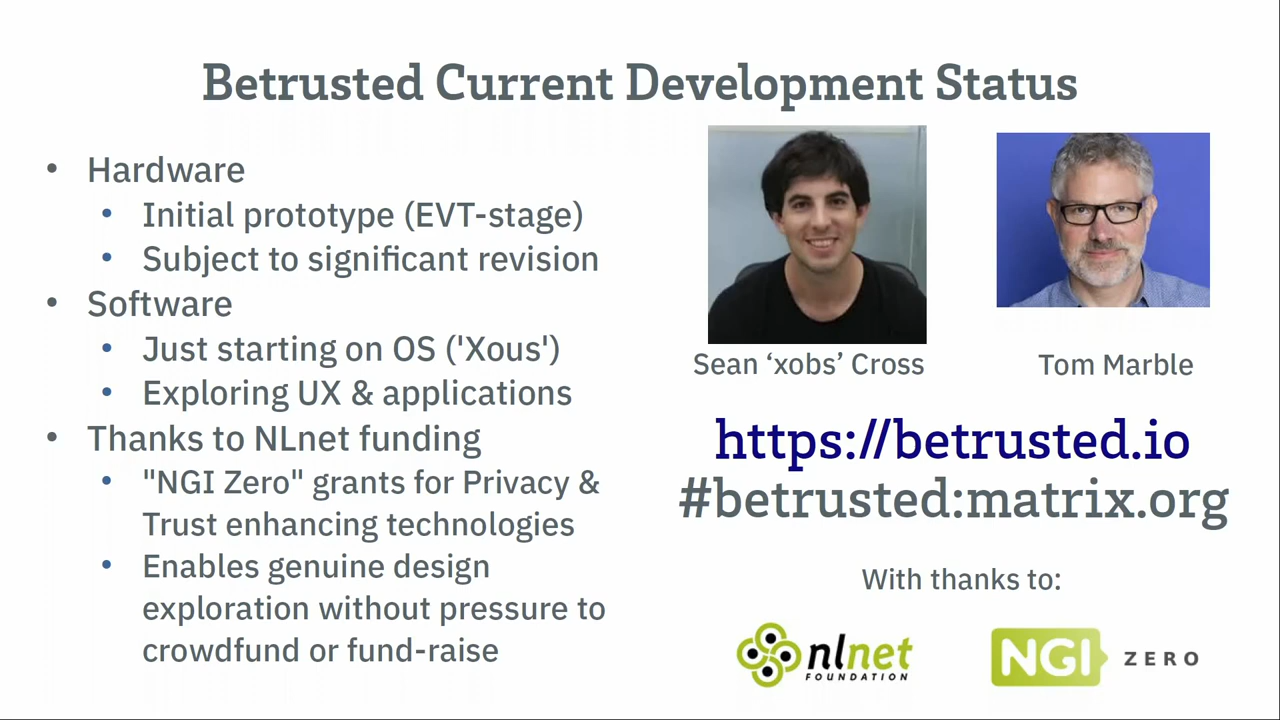 Betrusted Current Development Status
• Hardware
• Initial prototype (EVT-stage)
• Subject to significant revision
• Software
• Just starting on OS ('Xous')
• Exploring UX & applications
• Thanks to NLnet funding
• "NGI Zero" grants for Privacy &
Trust enhancing technologies
• Enables genuine design
exploration without pressure to
crowdfund or fund-raise
Sean ‘xobs’ Cross
Tom Marble
https://betrusted.io
#betrusted:matrix.org
With thanks to:
nlnet
FOUNDATION
NGI ZERO